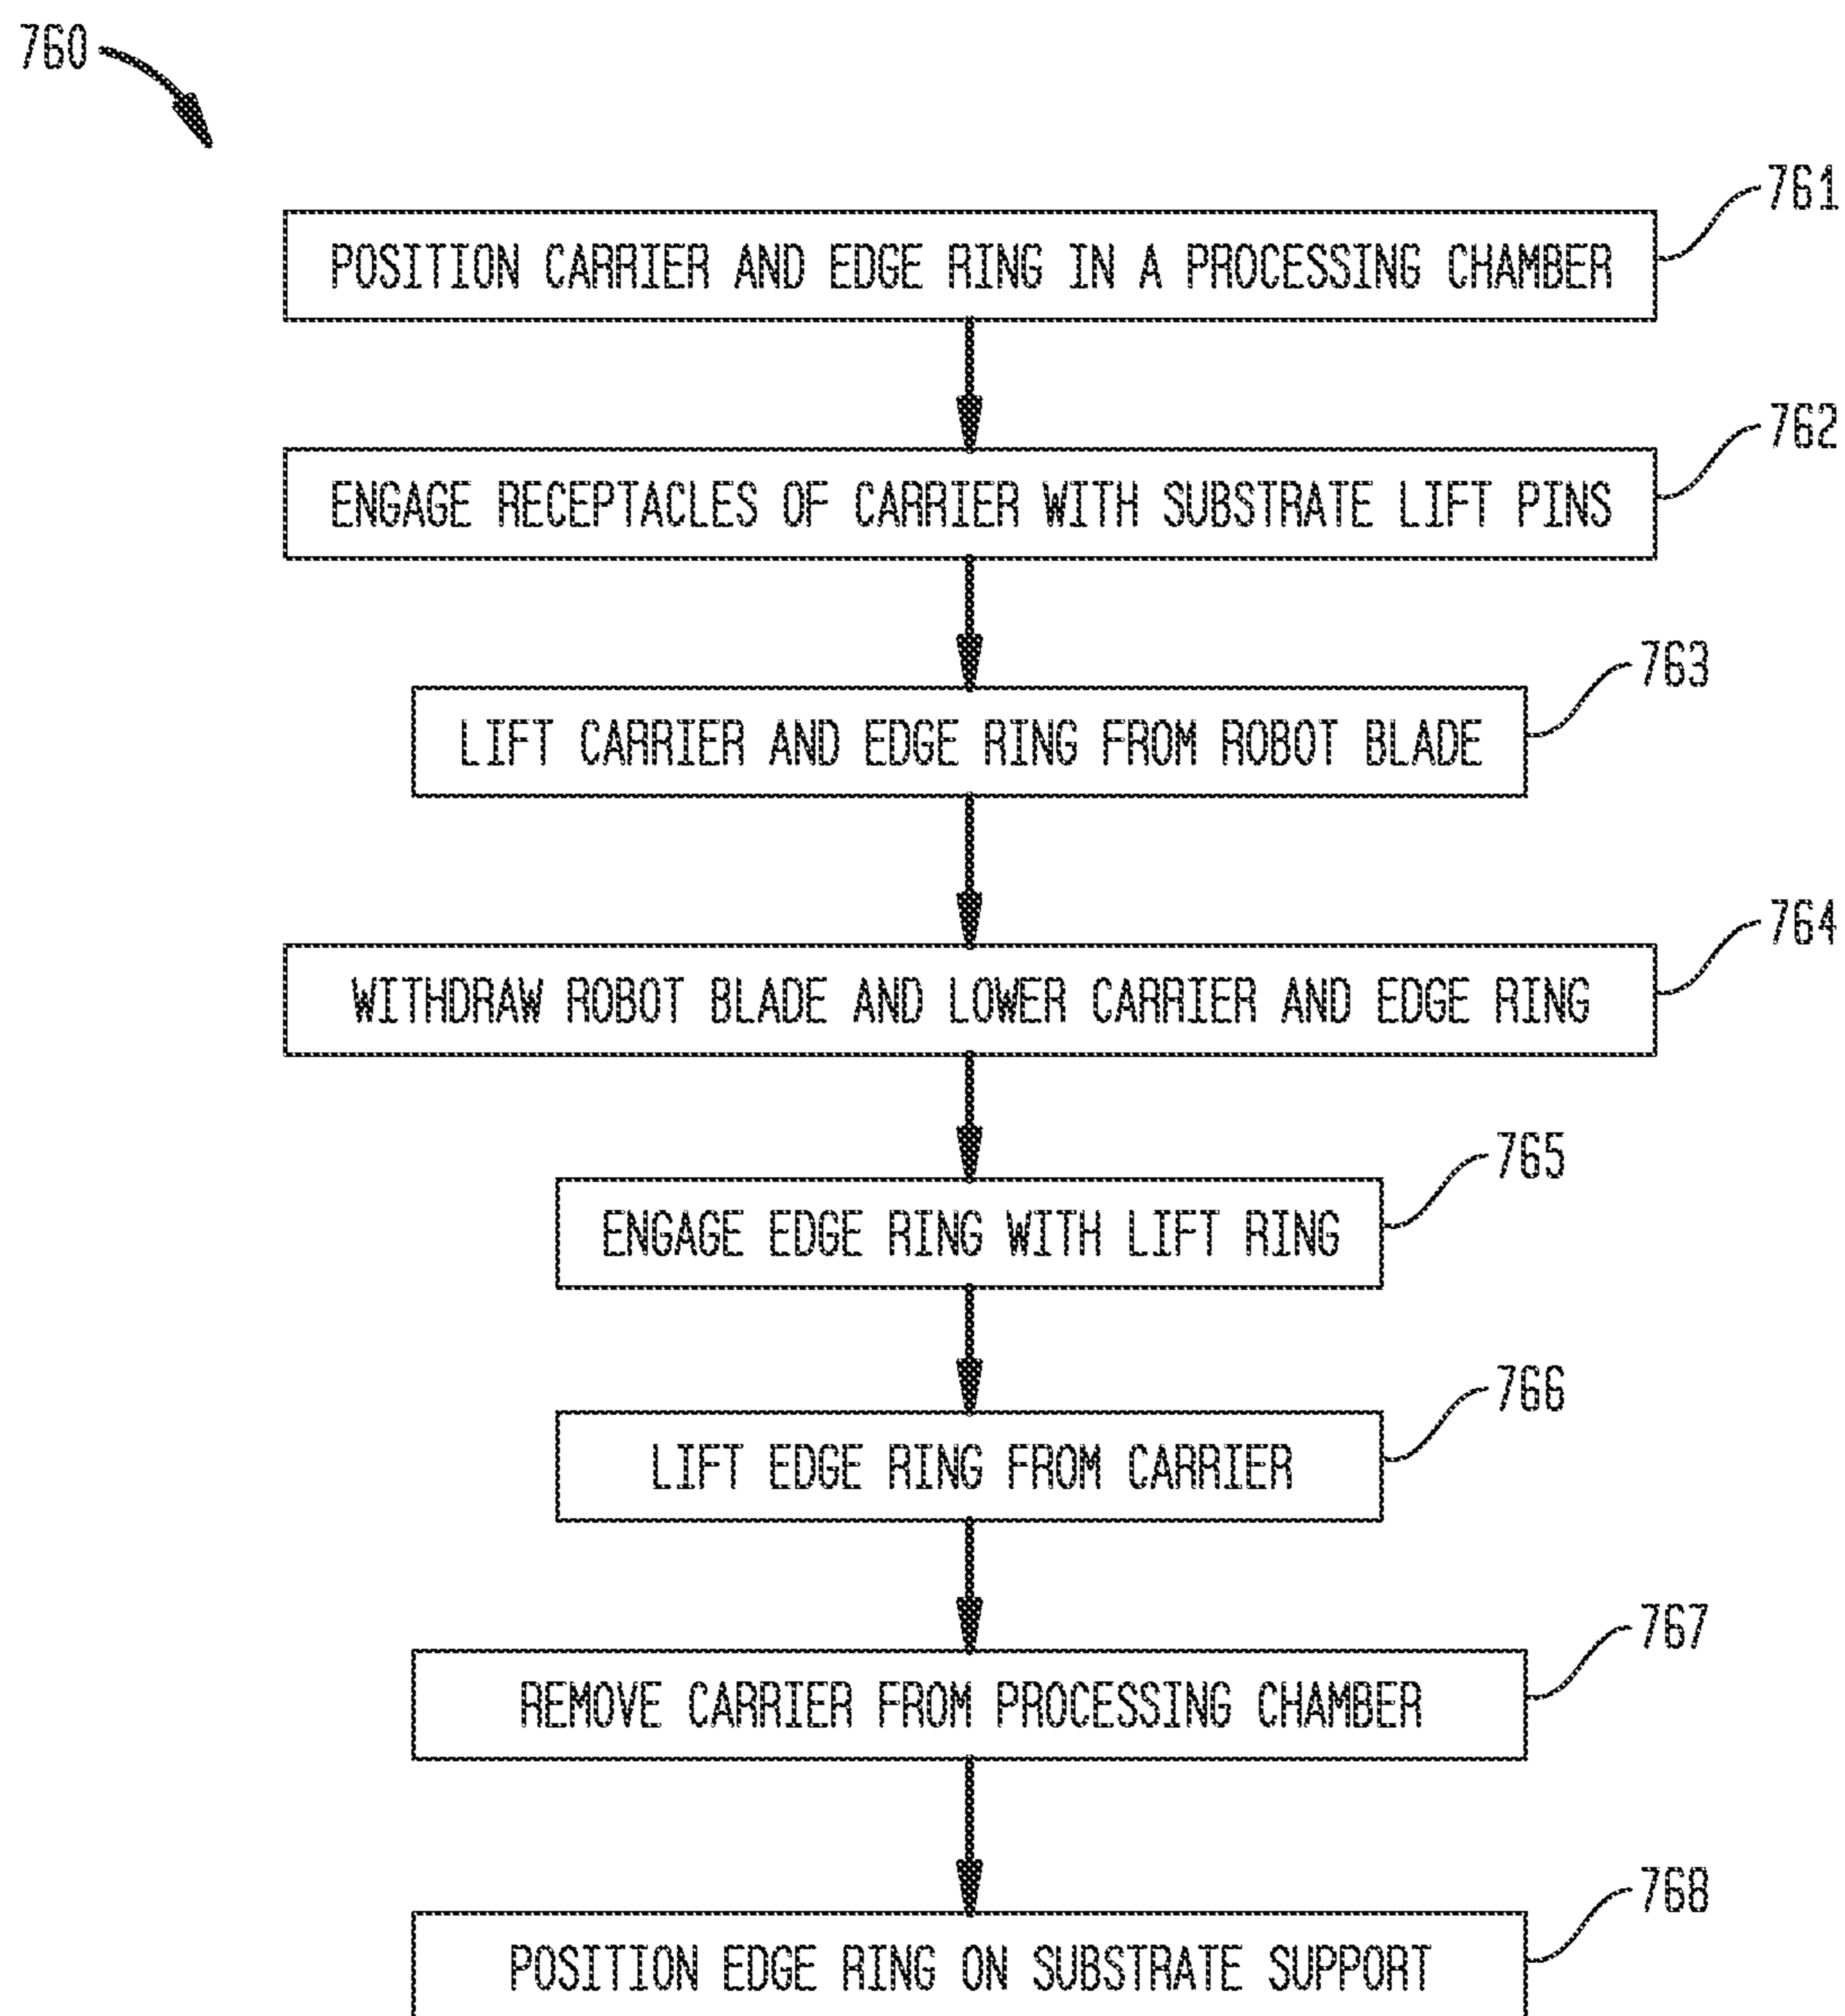 760
761
POSITION CARRIER AND EDGE RING IN A PROCESSING CHAMBER
762
ENGAGE RECEPTACLES OF CARRIER WITH SUBSTRATE LIFT PINS
763
LIFT CARRIER AND EDGE RING FROM ROBOT BLADE
764
WITHDRAW ROBOT BLADE AND LOWER CARRIER AND EDGE RING
765
ENGAGE EDGE RING WITH LIFT RING
766
LIFT EDGE RING FROM CARRIER
767
REMOVE CARRIER FROM PROCESSING CHAMBER
768
POSITION EDGE RING ON SUBSTRATE SUPPORT